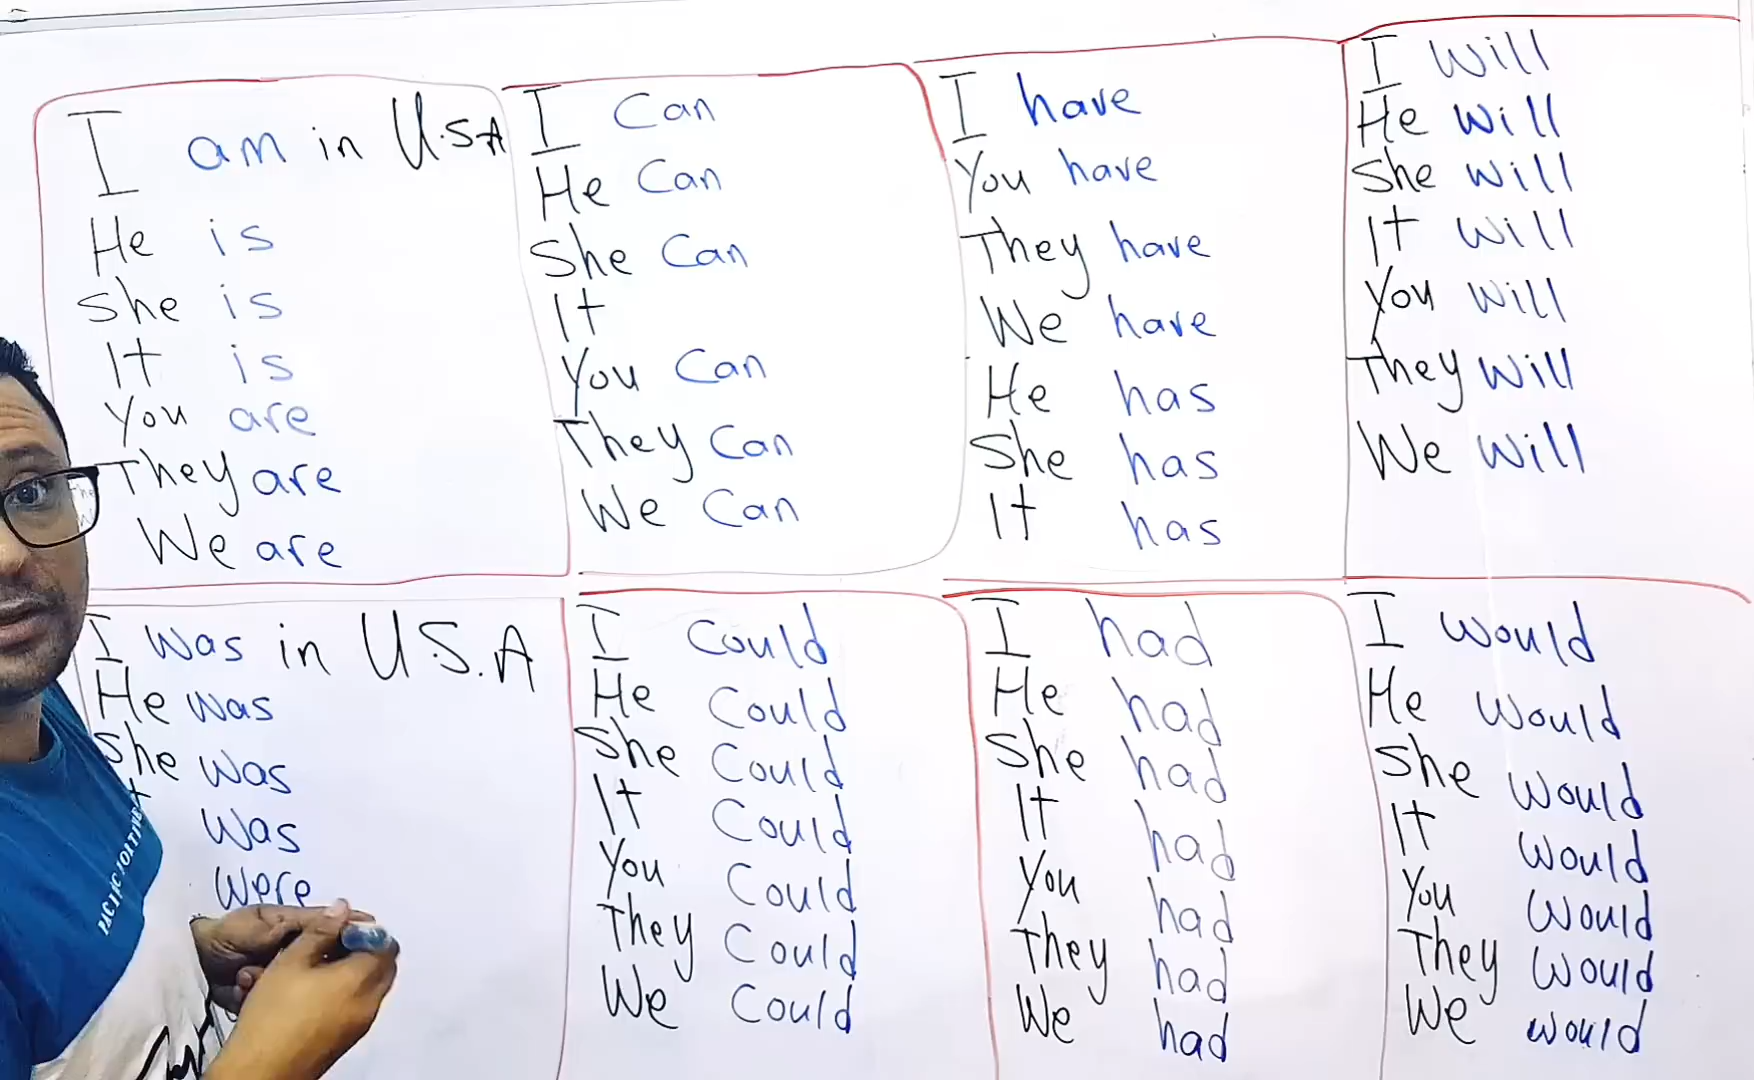 I am in U.S.A
He is
She is
It is
You are
They are
We are
I Can
He Can
She Can
It
You Can
They Can
We Can
I have
You have
They have
We have
He has
She has
It has
I will
He will
She will
It will
You will
They will
We will
I was in U.S.A
He was
She was
was
were
I Could
He Could
She Could
It Could
You Could
They Could
We Could
I had
He had
She had
It had
You had
They had
We had
I would
He would
She would
It would
You would
They would
We would